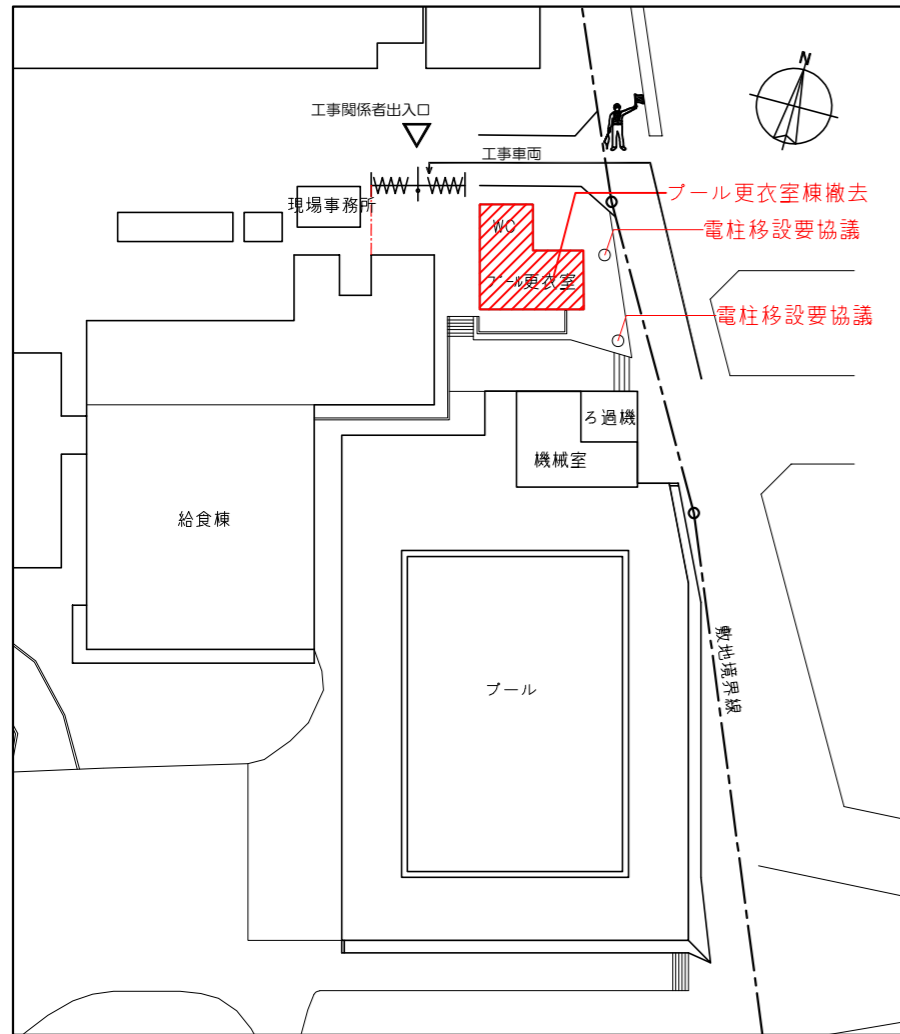 N
工事関係者出入口
工事車両
現場事務所
プール更衣室棟撤去
WC
電柱移設要協議
プール更衣室
電柱移設要協議
ろ過機
機械室
給食棟
敷地境界線
プール